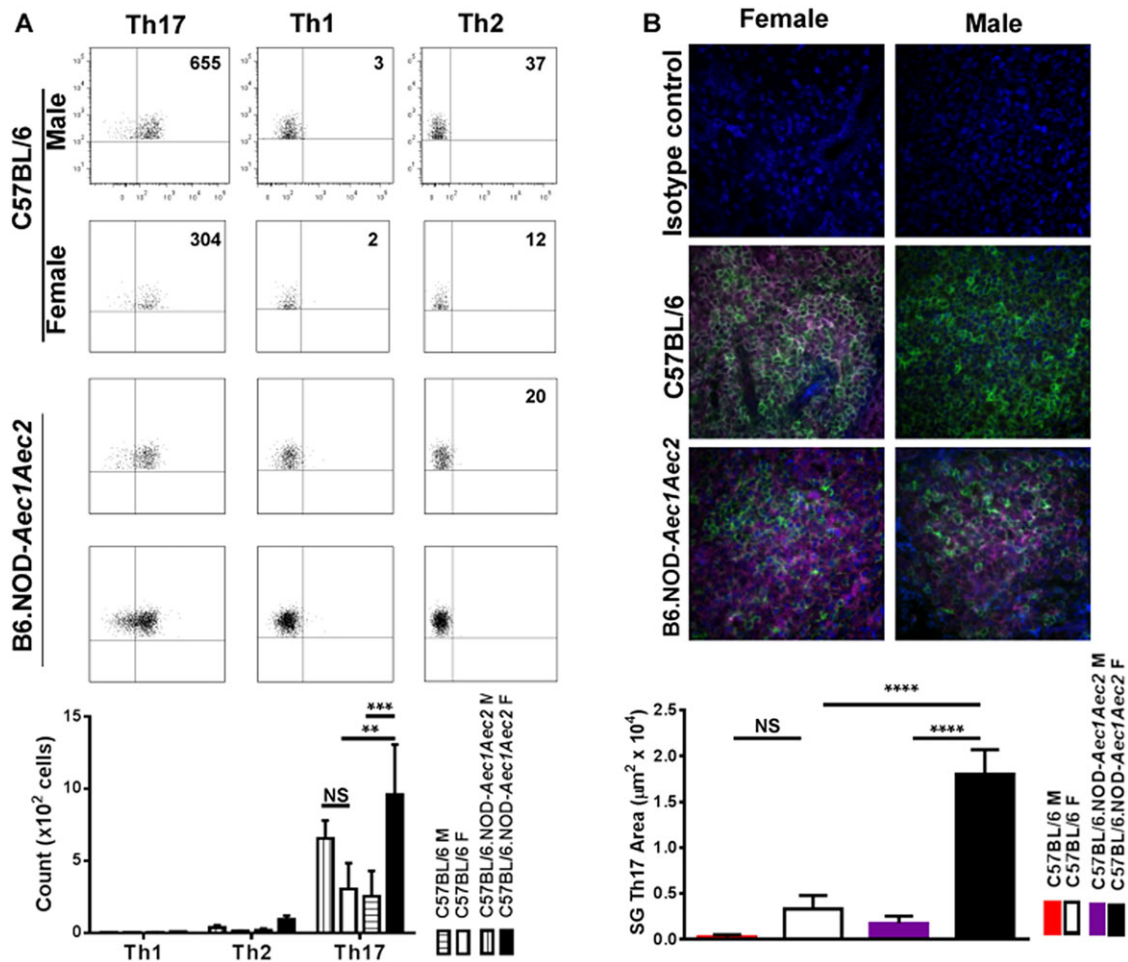 A
Th17
Th1
Th2
C57BL/6
Male
655
3
37
Female
304
2
12
B6.NOD-Aec1Aec2
20
Count (x10² cells)
15
10
5
0
NS
**
***
Th1
Th2
Th17
C57BL/6 M
C57BL/6 F
C57BL/6.NOD-Aec1Aec2 M
C57BL/6.NOD-Aec1Aec2 F
B
Female
Male
Isotype control
C57BL/6
B6.NOD-Aec1Aec2
SG Th17 Area (µm² x 10⁴)
2.5
2.0
1.5
1.0
0.5
0.0
NS
****
****
C57BL/6 M
C57BL/6 F
C57BL/6.NOD-Aec1Aec2 M
C57BL/6.NOD-Aec1Aec2 F